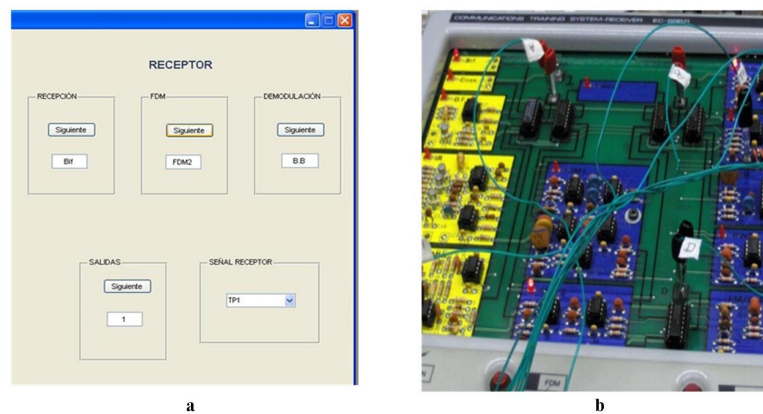 RECEPTOR
RECEPCIÓN
Siguiente
Bif
FDM
Siguiente
FDM2
DEMODULACIÓN
Siguiente
B.B
SALIDAS
Siguiente
1
SEÑAL RECEPTOR
TP1
a
COMMUNICATIONS TRAINING SYSTEM-RECEIVER
Bif
D
FDM
b